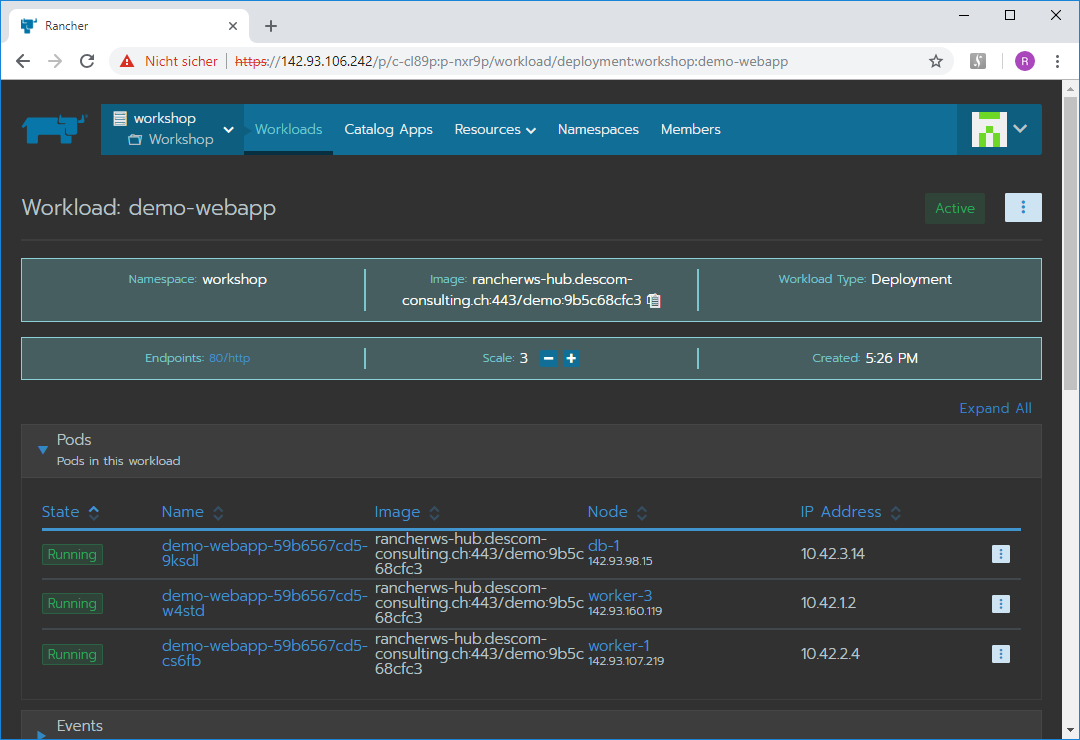 Rancher
Nicht sicher https://142.93.106.242/p/c-cl89p:p-nxr9p/workload/deployment:workshop:demo-webapp
R
workshop
Workshop
Workloads Catalog Apps Resources Namespaces Members
Workload: demo-webapp
Active
Namespace: workshop
Image: rancherws-hub.descom-
consulting.ch:443/demo:9b5c68cfc3
Workload Type: Deployment
Endpoints: 80/http
Scale: 3
Created: 5:26 PM
Expand All
Pods
Pods in this workload
State Name Image Node IP Address
Running
demo-webapp-59b6567cd5-
9ksdl
rancherws-hub.descom-
consulting.ch:443/demo:9b5c
68cfc3
db-1
142.93.98.15
10.42.3.14
Running
demo-webapp-59b6567cd5-
w4std
rancherws-hub.descom-
consulting.ch:443/demo:9b5c
68cfc3
worker-3
142.93.160.119
10.42.1.2
Running
demo-webapp-59b6567cd5-
cs6fb
rancherws-hub.descom-
consulting.ch:443/demo:9b5c
68cfc3
worker-1
142.93.107.219
10.42.2.4
Events